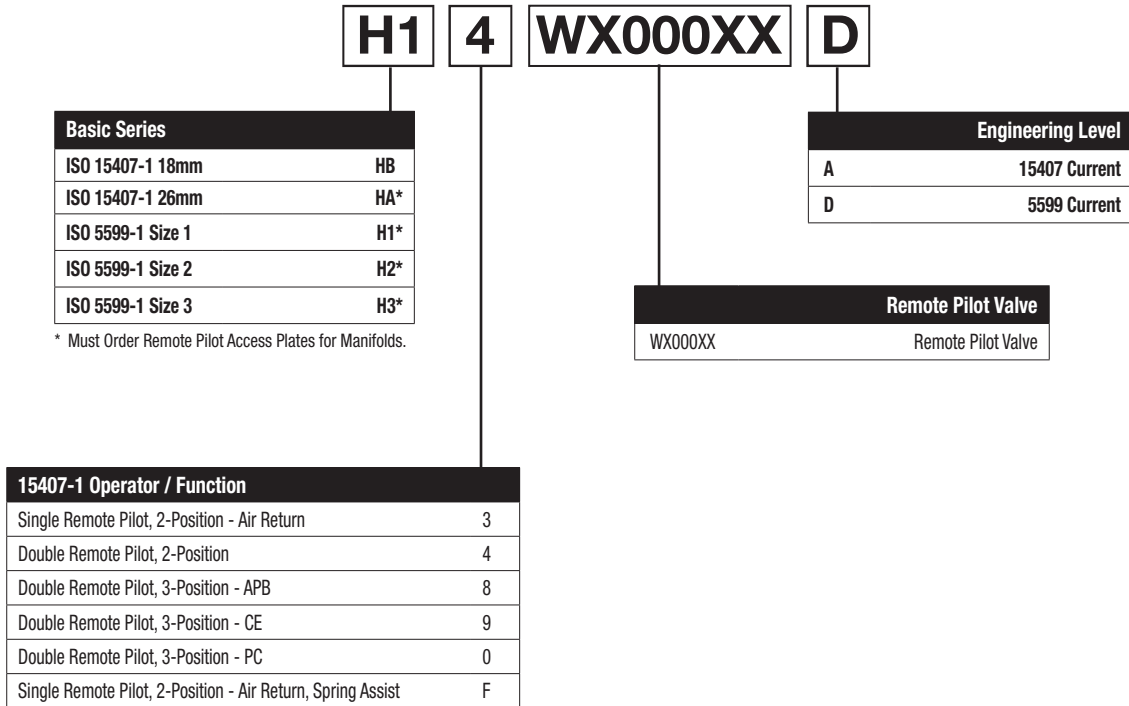 H1 4 WX000XX D
Basic Series
ISO 15407-1 18mm HB
ISO 15407-1 26mm HA*
ISO 5599-1 Size 1 H1*
ISO 5599-1 Size 2 H2*
ISO 5599-1 Size 3 H3*
* Must Order Remote Pilot Access Plates for Manifolds.
Engineering Level
A 15407 Current
D 5599 Current
Remote Pilot Valve
WX000XX Remote Pilot Valve
15407-1 Operator / Function
Single Remote Pilot, 2-Position - Air Return 3
Double Remote Pilot, 2-Position 4
Double Remote Pilot, 3-Position - APB 8
Double Remote Pilot, 3-Position - CE 9
Double Remote Pilot, 3-Position - PC 0
Single Remote Pilot, 2-Position - Air Return, Spring Assist F